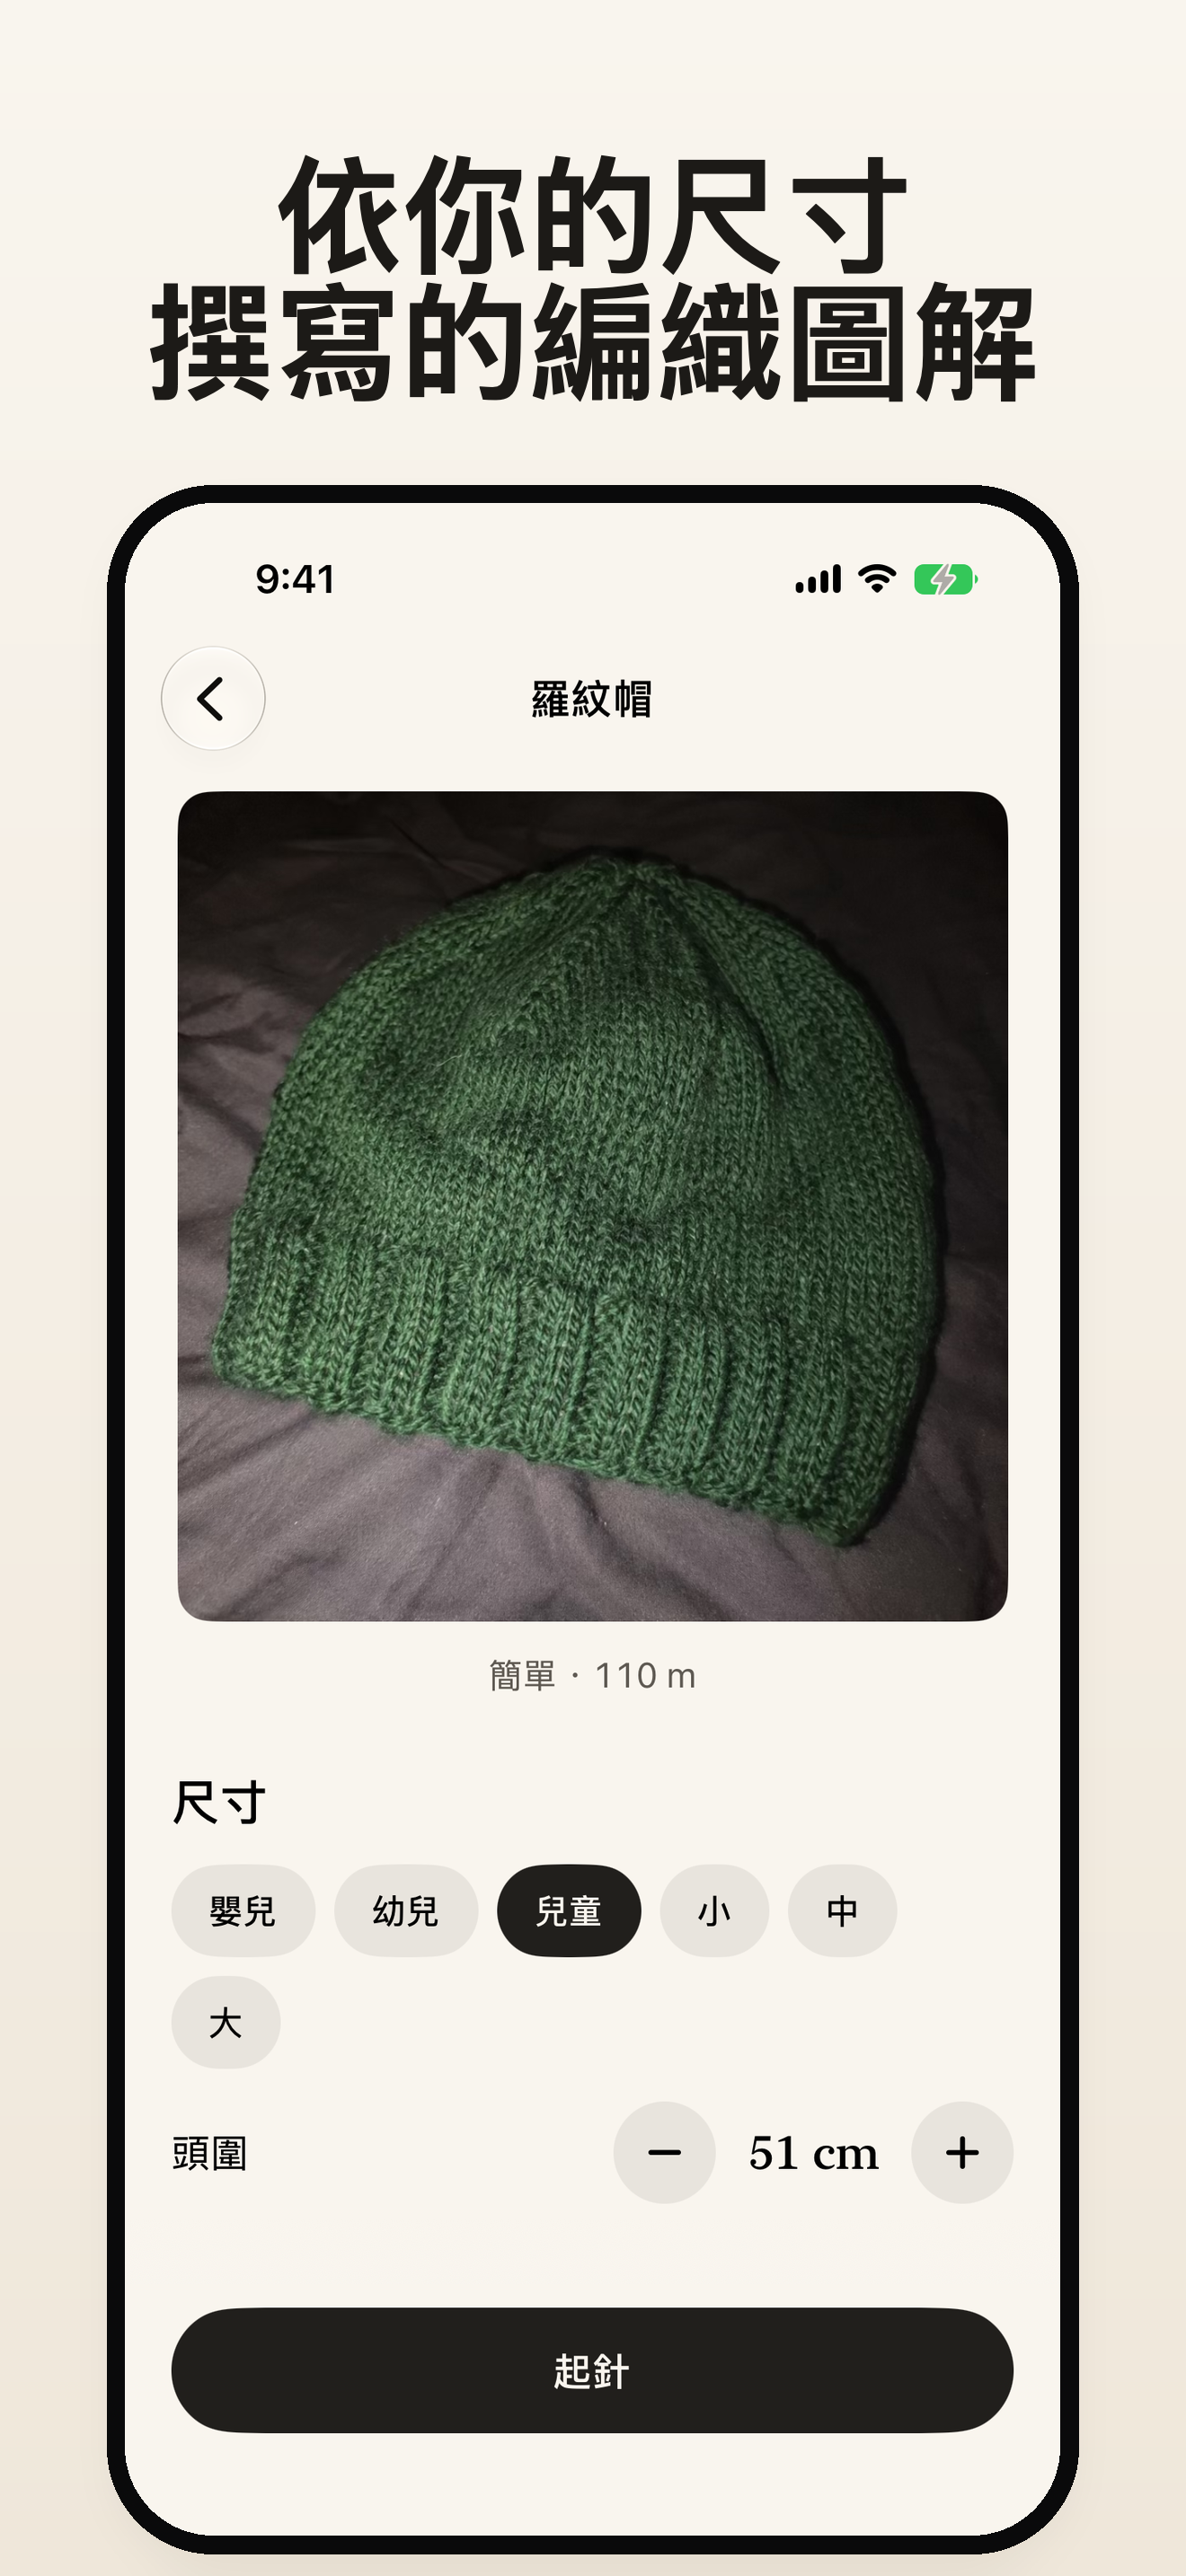 依你的尺寸
撰寫的編織圖解
9:41
羅紋帽
簡單 · 110 m
尺寸
嬰兒 幼兒 兒童 小 中
大
頭圍 51 cm
起針